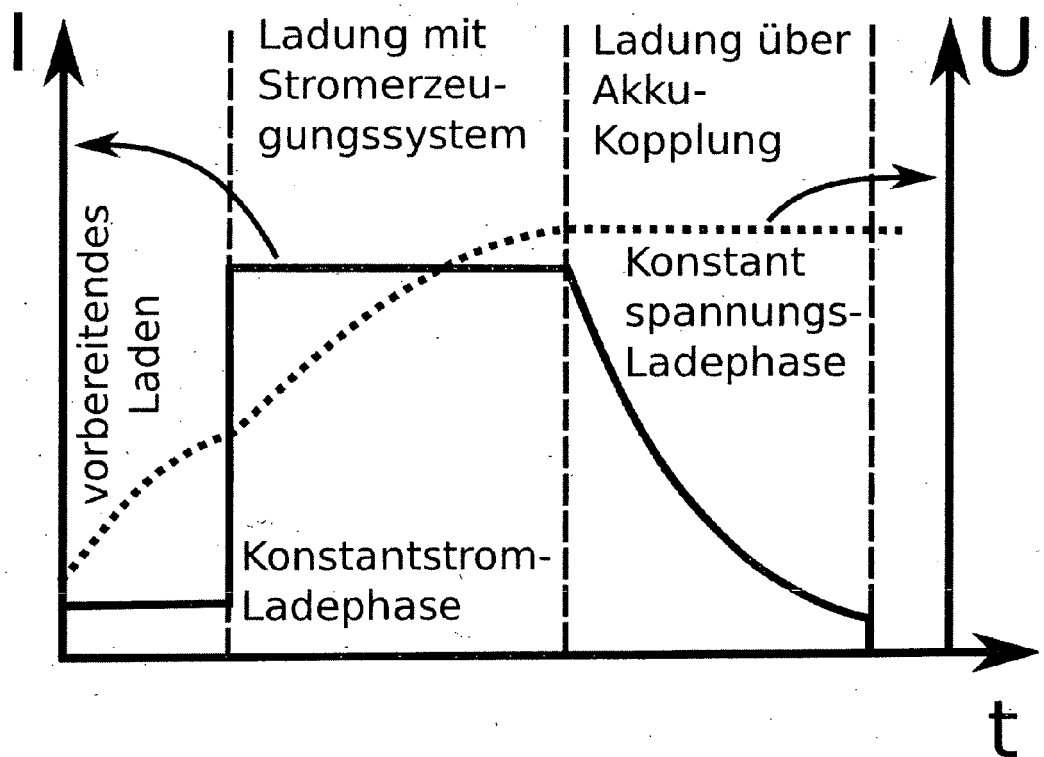 I
Ladung mit
Stromerzeu-
gungssystem
Ladung über
Akku-
Kopplung
U
vorbereitendes
Laden
Konstant
spannungs-
Ladephase
Konstantstrom-
Ladephase
t